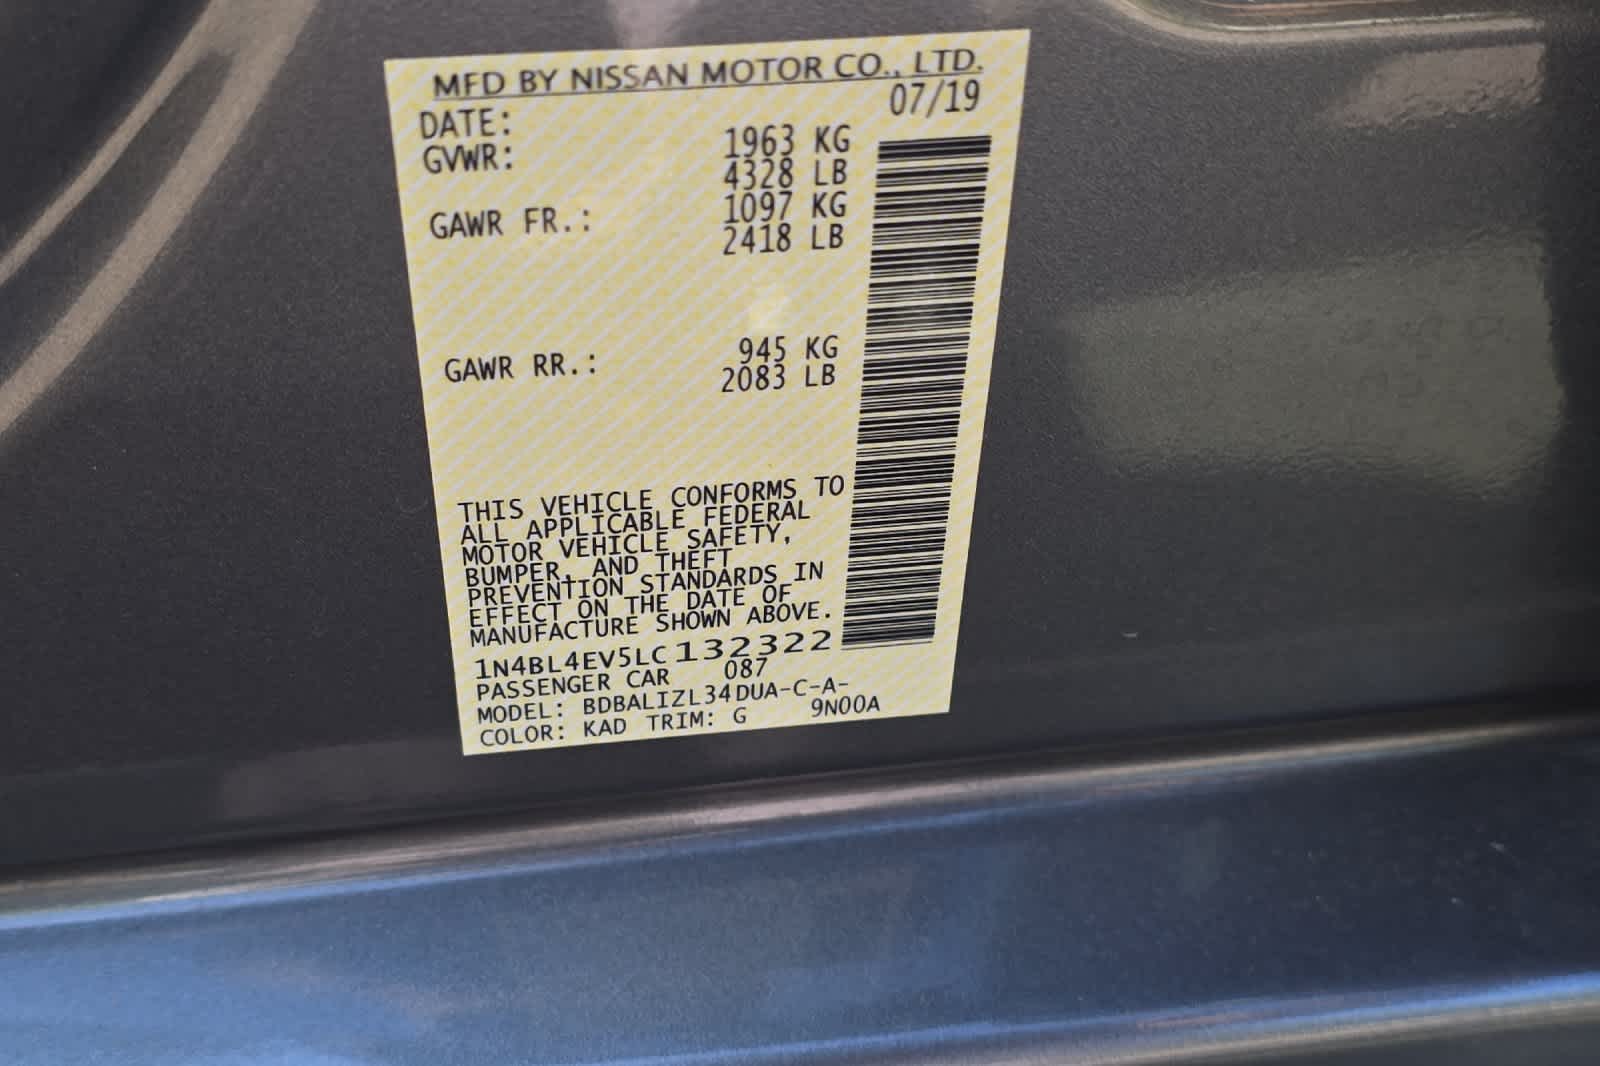 MFD BY NISSAN MOTOR CO., LTD.
DATE: 07/19
GVWR: 1963 KG
4328 LB
GAWR FR.: 1097 KG
2418 LB
GAWR RR.: 945 KG
2083 LB
THIS VEHICLE CONFORMS TO
ALL APPLICABLE FEDERAL
MOTOR VEHICLE SAFETY,
BUMPER, AND THEFT
PREVENTION STANDARDS IN
EFFECT ON THE DATE OF
MANUFACTURE SHOWN ABOVE.
1N4BL4EV5LC132322
PASSENGER CAR 087
MODEL: BDBALIZL34DUA-C-A-
COLOR: KAD TRIM: G 9N00A